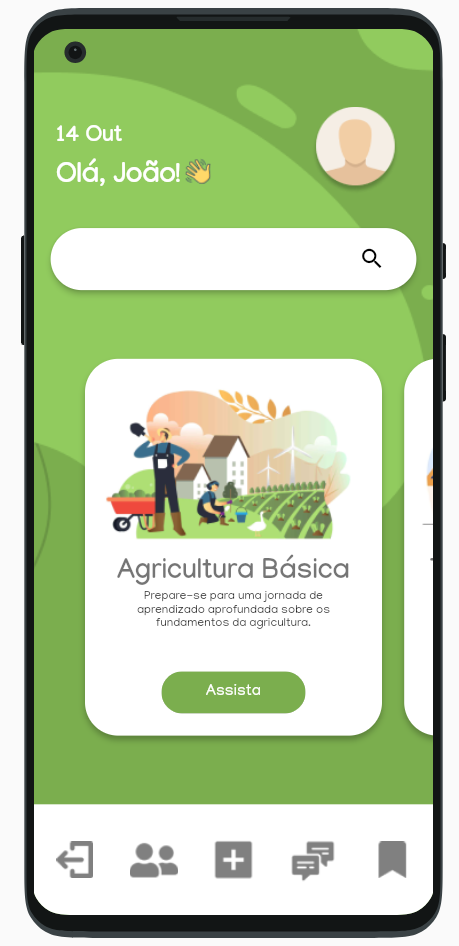 14 Out
Olá, João!👋
Agricultura Básica
Prepare-se para uma jornada de
aprendizado aprofundada sobre os
fundamentos da agricultura.
Assista